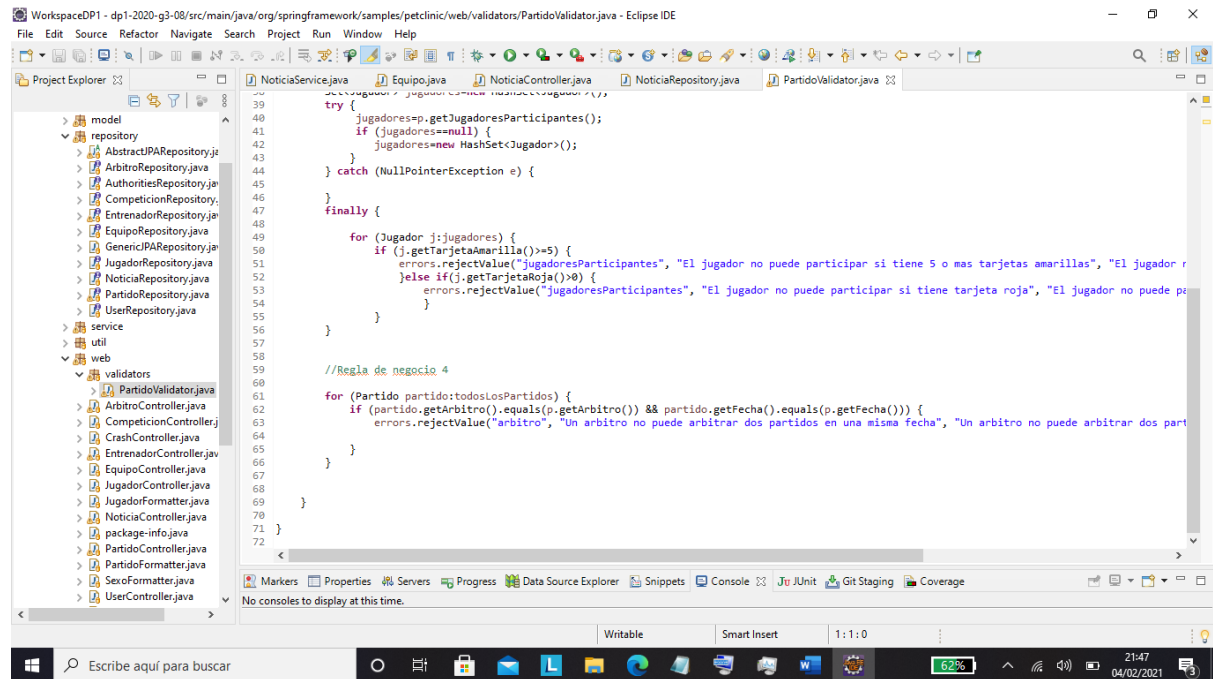 WorkspaceDP1 - dp1-2020-g3-08/src/main/java/org/springframework/samples/petclinic/web/validators/PartidoValidator.java - Eclipse IDE
File Edit Source Refactor Navigate Search Project Run Window Help
Project Explorer
NoticiaService.java Equipo.java NoticiaController.java NoticiaRepository.java PartidoValidator.java
model
repository
AbstractJPARepository.ja
ArbitroRepository.java
AuthoritiesRepository.jav
CompeticionRepository.
EntrenadorRepository.jav
EquipoRepository.java
GenericJPARepository.jav
JugadorRepository.java
NoticiaRepository.java
PartidoRepository.java
UserRepository.java
service
util
web
validators
PartidoValidator.java
ArbitroController.java
CompeticionController.j
CrashController.java
EntrenadorController.jav
EquipoController.java
JugadorController.java
JugadorFormatter.java
NoticiaController.java
package-info.java
PartidoController.java
PartidoFormatter.java
SexoFormatter.java
UserController.java
38 Set<Jugador> jugadores=new HashSet<Jugador>();
39 try {
40 jugadores=p.getJugadoresParticipantes();
41 if (jugadores==null) {
42 jugadores=new HashSet<Jugador>();
43 }
44 } catch (NullPointerException e) {
45
46 }
47 finally {
48
49 for (Jugador j:jugadores) {
50 if (j.getTarjetaAmarilla()>=5) {
51 errors.rejectValue("jugadoresParticipantes", "El jugador no puede participar si tiene 5 o mas tarjetas amarillas", "El jugador r
52 }else if(j.getTarjetaRoja()>0) {
53 errors.rejectValue("jugadoresParticipantes", "El jugador no puede participar si tiene tarjeta roja", "El jugador no puede pa
54 }
55 }
56 }
57
58
59 //Regla de negocio 4
60
61 for (Partido partido:todosLosPartidos) {
62 if (partido.getArbitro().equals(p.getArbitro()) && partido.getFecha().equals(p.getFecha())) {
63 errors.rejectValue("arbitro", "Un arbitro no puede arbitrar dos partidos en una misma fecha", "Un arbitro no puede arbitrar dos part
64
65 }
66 }
67
68
69 }
70
71 }
72
Markers Properties Servers Progress Data Source Explorer Snippets Console JUnit Git Staging Coverage
No consoles to display at this time.
Writable Smart Insert 1 : 1 : 0
Escribe aquí para buscar
62%
21:47
04/02/2021
3